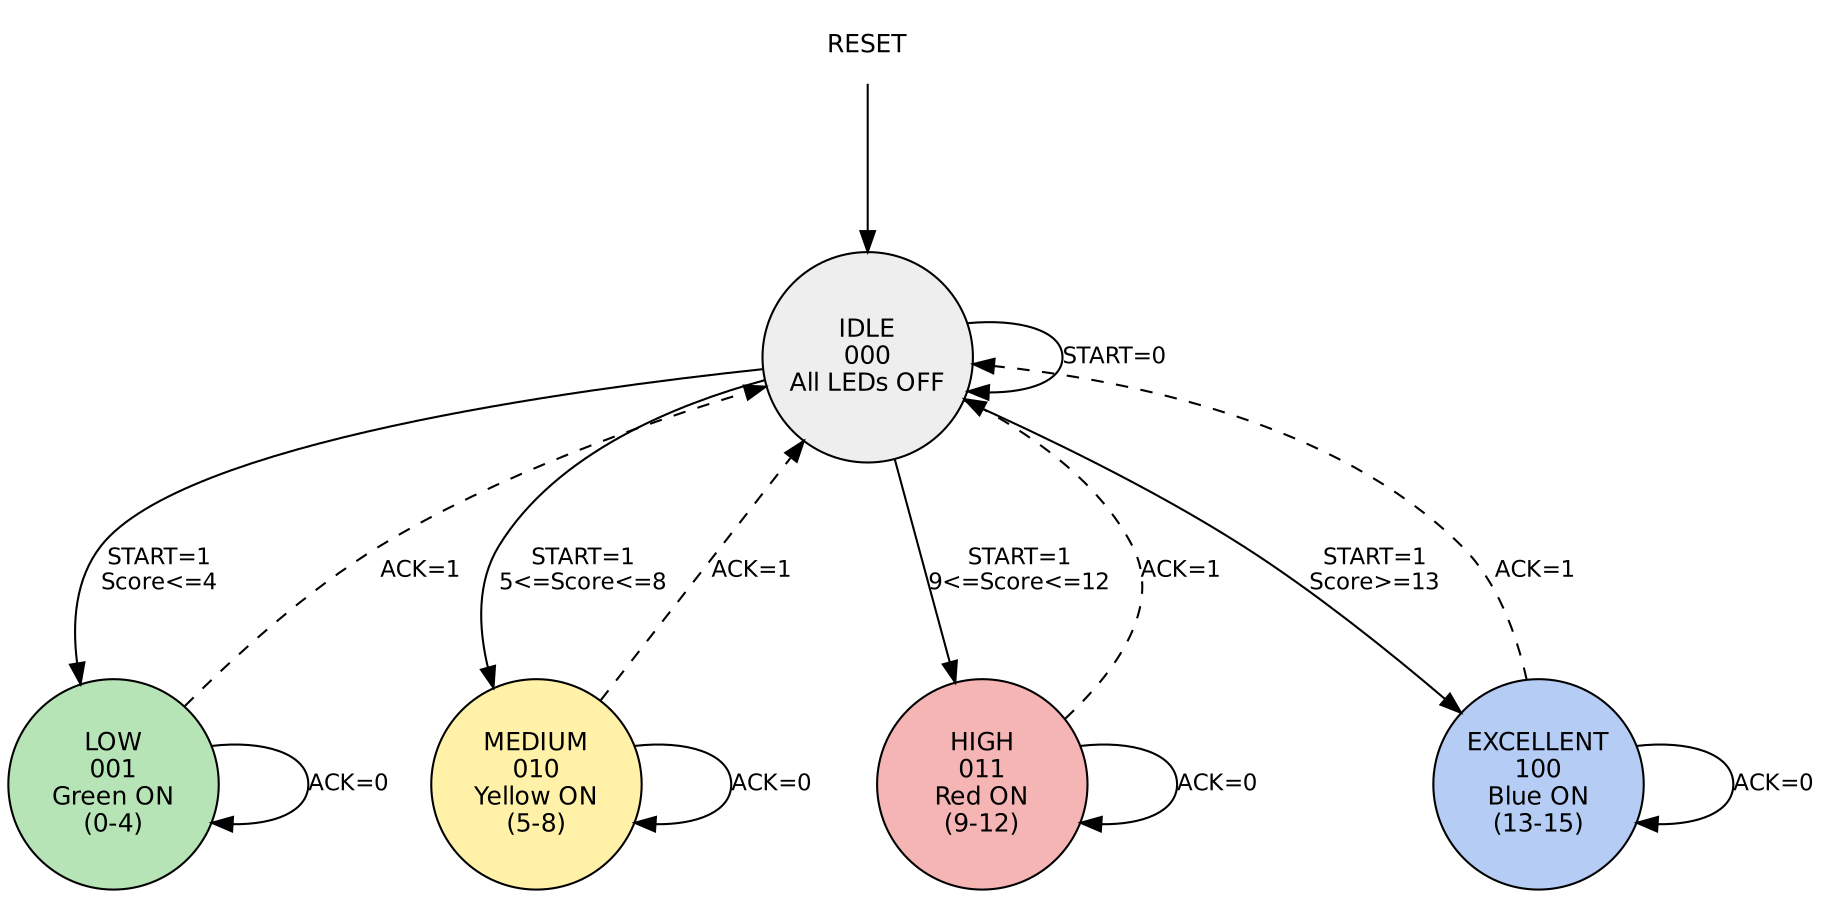 RESET
IDLE
000
All LEDs OFF
START=0
START=1
Score<=4
ACK=1
START=1
5<=Score<=8
ACK=1
START=1
9<=Score<=12
ACK=1
START=1
Score>=13
ACK=1
LOW
001
Green ON
(0-4)
ACK=0
MEDIUM
010
Yellow ON
(5-8)
ACK=0
HIGH
011
Red ON
(9-12)
ACK=0
EXCELLENT
100
Blue ON
(13-15)
ACK=0